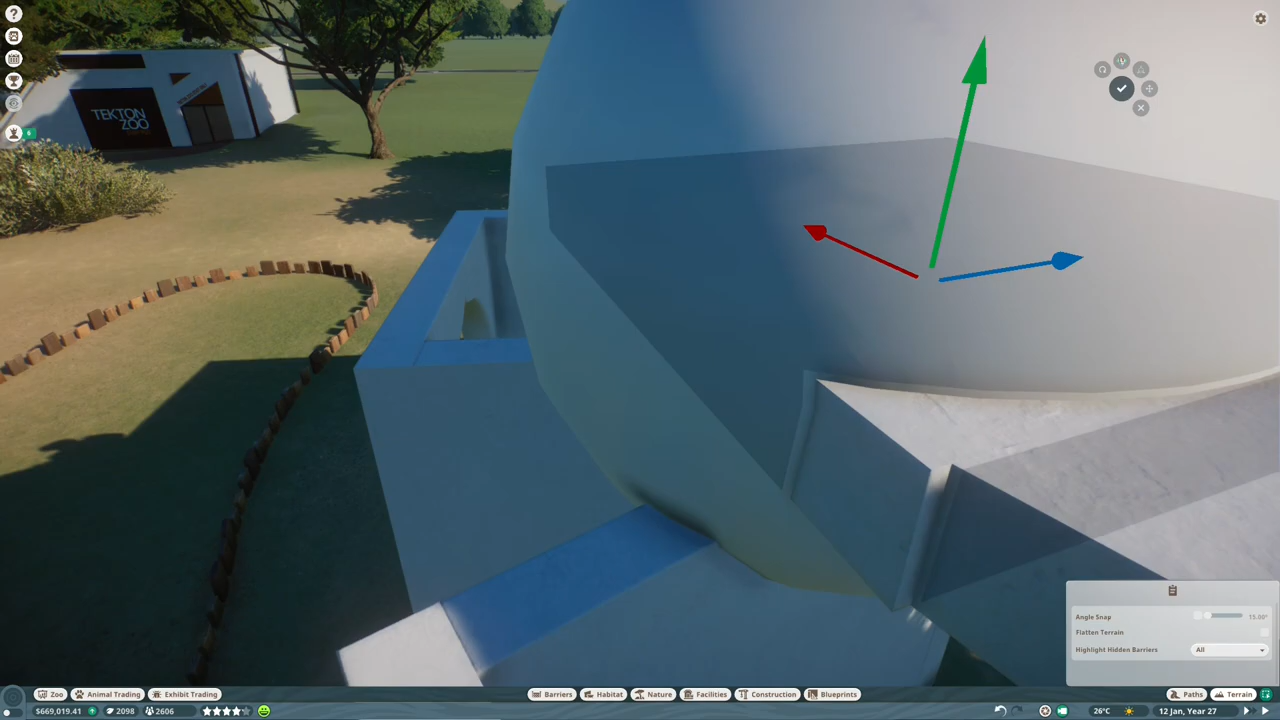 TEKTON
ZOO
6
Angle Snap
15.00°
Flatten Terrain
Highlight Hidden Barriers
All
Zoo
Animal Trading
Exhibit Trading
Barriers
Habitat
Nature
Facilities
Construction
Blueprints
Paths
Terrain
$669,019.41
2098
2606
26°C
12 Jan, Year 27